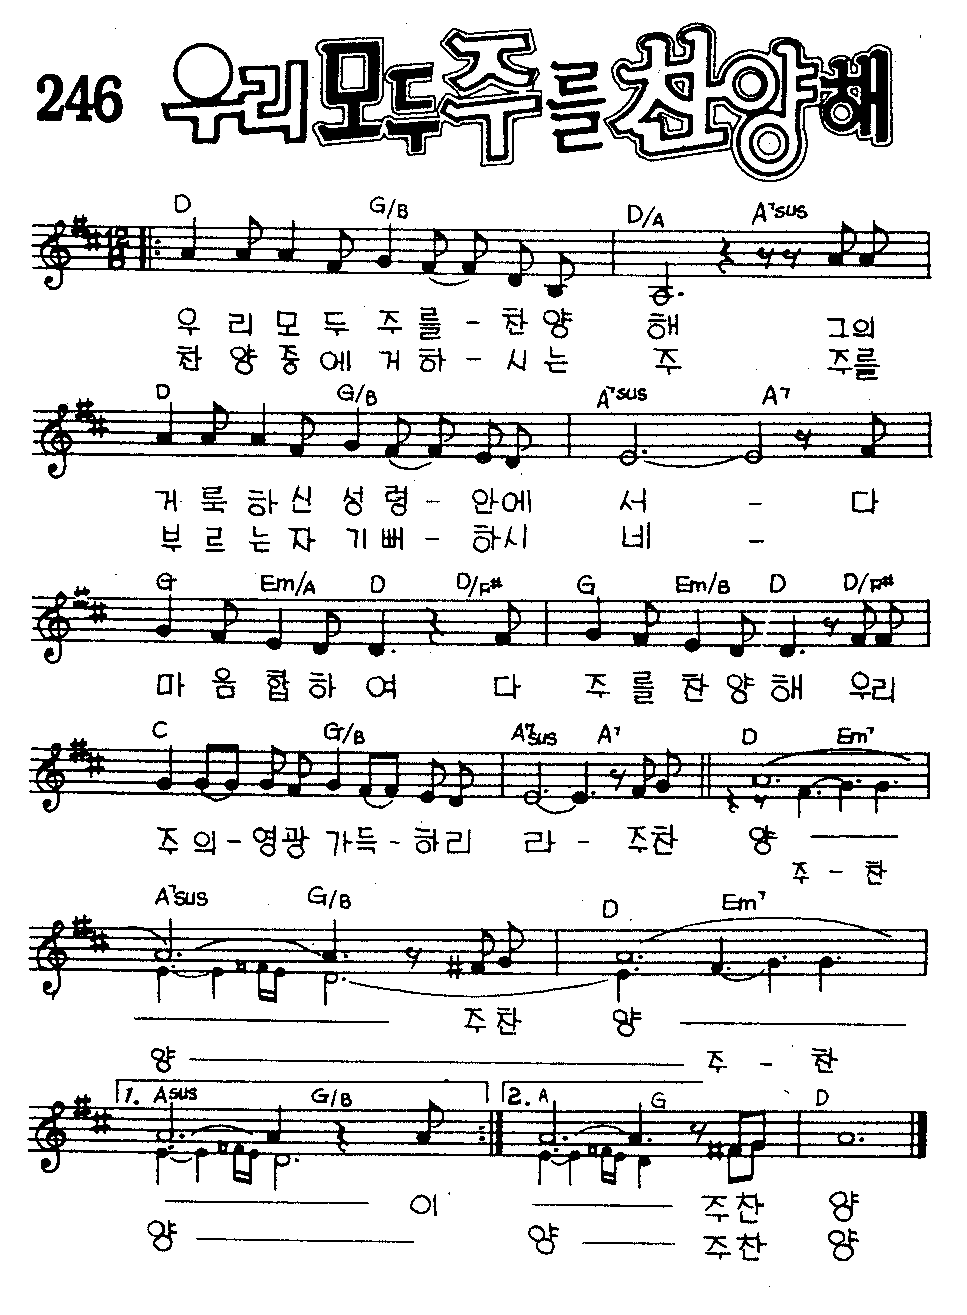 246 우리모두주를찬양해
D G/B D/A A7sus
우 리 모 두 주 를 - 찬 양 해 그의
찬 양 중 에 거 하 - 시 는 주 주를
D G/B A7sus A7
거 룩 하 신 성 령 - 안에 서 - 다
부 르 는 자 기뻐 - 하시 네 -
G Em/A D D/F# G Em/B D D/F#
마 음 합 하 여 다 주 를 찬 양 해 우리
C G/B A7sus A7 D Em7
주 의 - 영광 가득 - 하리 라 - 주찬 양
주 - 찬
A7sus G/B D Em7
주찬 양
양 주 - 찬
1. Asus G/B 2. A G D
이 주찬 양
양 양 주찬 양